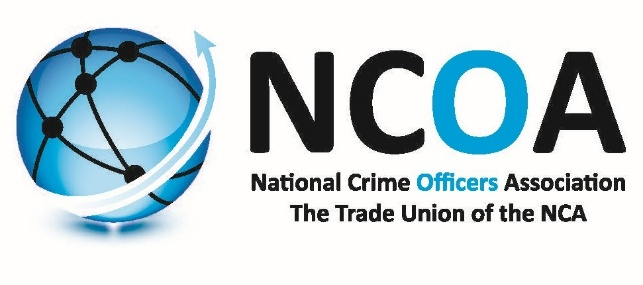 NCOA
National Crime Officers Association
The Trade Union of the NCA